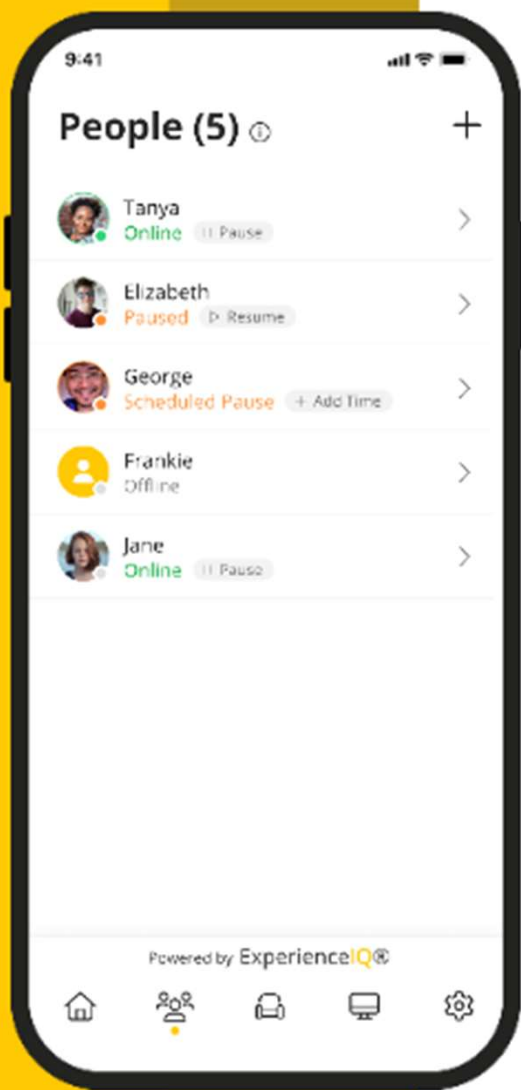 9:41
People (5)
Tanya
Online Pause
Elizabeth
Paused Resume
George
Scheduled Pause + Add Time
Frankie
Offline
Jane
Online Pause
Powered by ExperienceIQ®